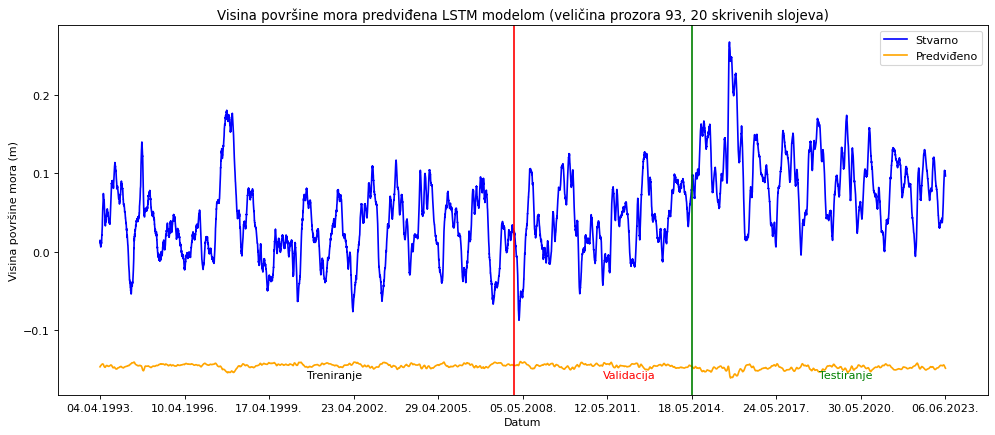 Visina površine mora predviđena LSTM modelom (veličina prozora 93, 20 skrivenih slojeva)
Stvarno
Predviđeno
Visina površine mora (m)
0.2
0.1
0.0
−0.1
Treniranje
Validacija
Testiranje
04.04.1993. 10.04.1996. 17.04.1999. 23.04.2002. 29.04.2005. 05.05.2008. 12.05.2011. 18.05.2014. 24.05.2017. 30.05.2020. 06.06.2023.
Datum